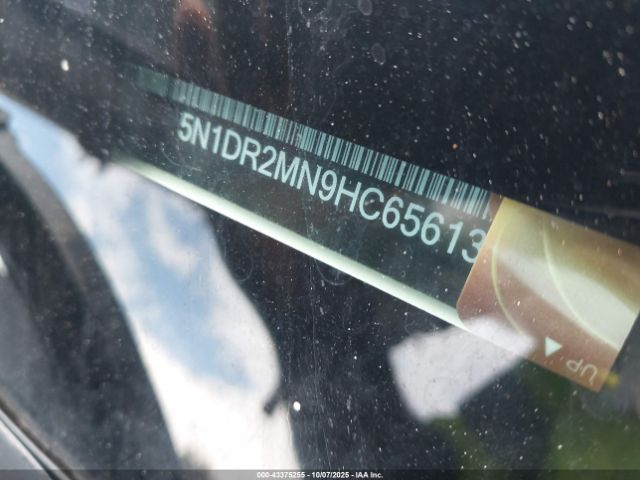 5N1DR2MN9HC65613
UP
000-43375255 - 10/07/2025 - IAA Inc.